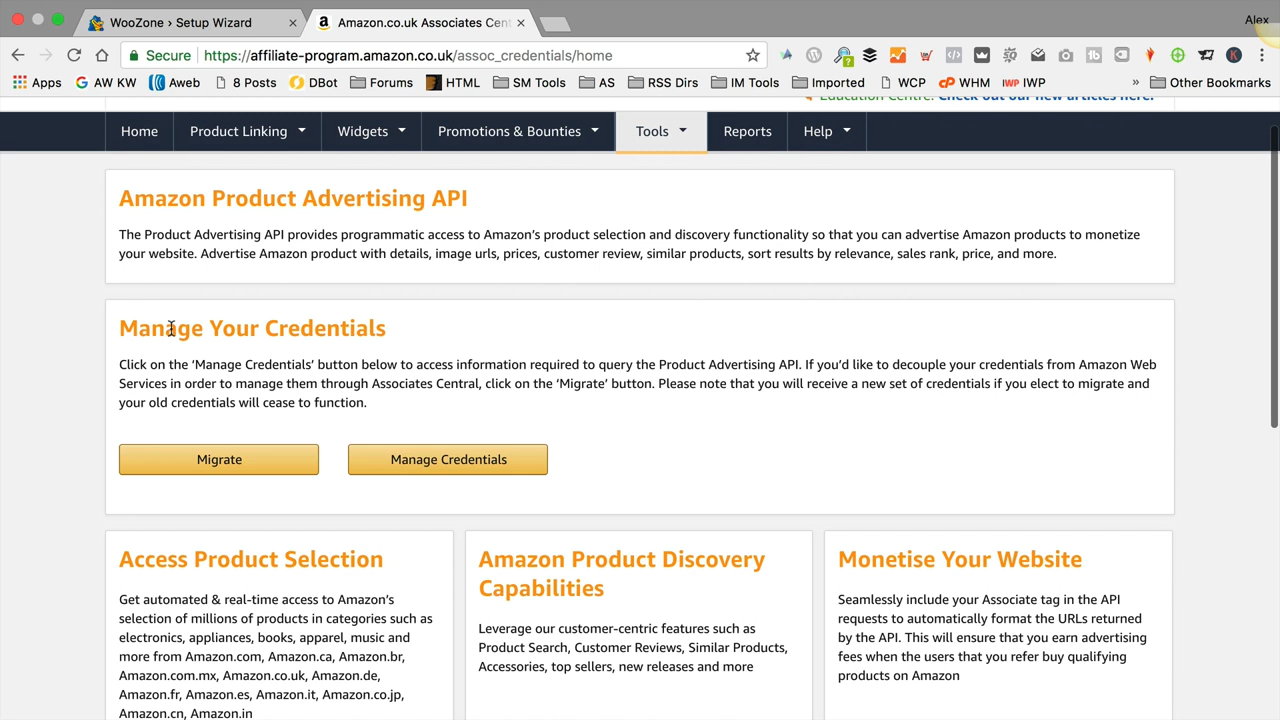 WooZone › Setup Wizard
Amazon.co.uk Associates Cent
Alex
Secure
https://affiliate-program.amazon.co.uk/assoc_credentials/home
Apps
AW KW
Aweb
8 Posts
DBot
Forums
HTML
SM Tools
AS
RSS Dirs
IM Tools
Imported
WCP
WHM
IWP
»
Other Bookmarks
Education Centre: Check out our new articles here!
Home
Product Linking
Widgets
Promotions & Bounties
Tools
Reports
Help
Amazon Product Advertising API
The Product Advertising API provides programmatic access to Amazon’s product selection and discovery functionality so that you can advertise Amazon products to monetize
your website. Advertise Amazon product with details, image urls, prices, customer review, similar products, sort results by relevance, sales rank, price, and more.
Manage Your Credentials
Click on the ‘Manage Credentials’ button below to access information required to query the Product Advertising API. If you’d like to decouple your credentials from Amazon Web
Services in order to manage them through Associates Central, click on the ‘Migrate’ button. Please note that you will receive a new set of credentials if you elect to migrate and
your old credentials will cease to function.
Migrate
Manage Credentials
Access Product Selection
Get automated & real-time access to Amazon’s
selection of millions of products in categories such as
electronics, appliances, books, apparel, music and
more from Amazon.com, Amazon.ca, Amazon.br,
Amazon.com.mx, Amazon.co.uk, Amazon.de,
Amazon.fr, Amazon.es, Amazon.it, Amazon.co.jp,
Amazon.cn, Amazon.in
Amazon Product Discovery
Capabilities
Leverage our customer-centric features such as
Product Search, Customer Reviews, Similar Products,
Accessories, top sellers, new releases and more
Monetise Your Website
Seamlessly include your Associate tag in the API
requests to automatically format the URLs returned
by the API. This will ensure that you earn advertising
fees when the users that you refer buy qualifying
products on Amazon